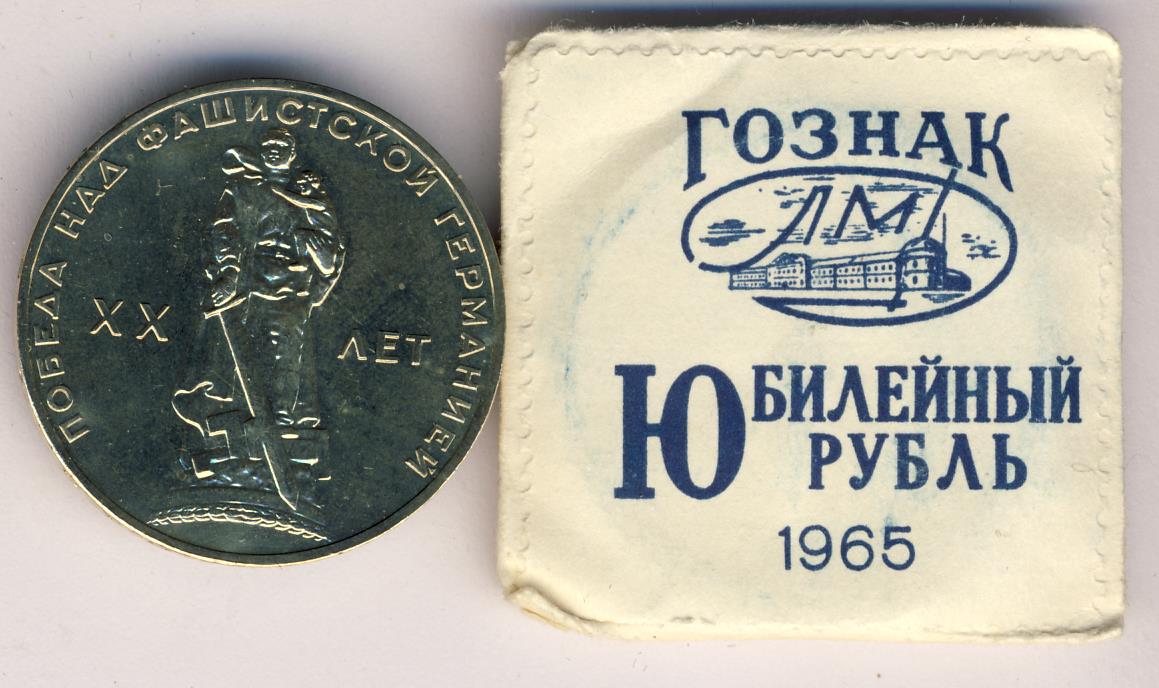 ПОБЕДА НАД ФАШИСТСКОЙ ГЕРМАНИЕЙ
XX ЛЕТ
ГОЗНАК
ЛМД
ЮБИЛЕЙНЫЙ
РУБЛЬ
1965